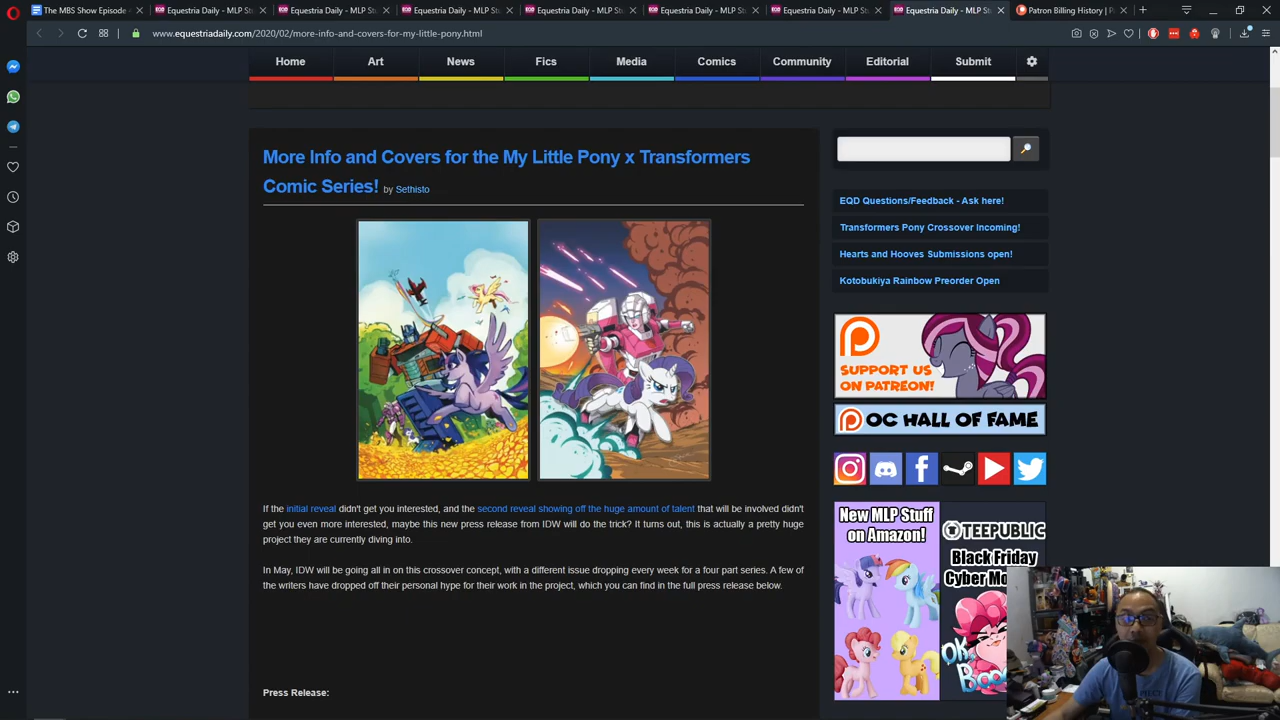 The MBS Show Episode -
Equestria Daily - MLP St
Equestria Daily - MLP St
Equestria Daily - MLP St
Equestria Daily - MLP St
Equestria Daily - MLP St
Equestria Daily - MLP St
Equestria Daily - MLP St
Patron Billing History | P
www.equestriadaily.com/2020/02/more-info-and-covers-for-my-little-pony.html
Home
Art
News
Fics
Media
Comics
Community
Editorial
Submit
More Info and Covers for the My Little Pony x Transformers
Comic Series! by Sethisto
If the initial reveal didn't get you interested, and the second reveal showing off the huge amount of talent that will be involved didn't
get you even more interested, maybe this new press release from IDW will do the trick? It turns out, this is actually a pretty huge
project they are currently diving into.
In May, IDW will be going all in on this crossover concept, with a different issue dropping every week for a four part series. A few of
the writers have dropped off their personal hype for their work in the project, which you can find in the full press release below.
Press Release:
EQD Questions/Feedback - Ask here!
Transformers Pony Crossover Incoming!
Hearts and Hooves Submissions open!
Kotobukiya Rainbow Preorder Open
SUPPORT US
ON PATREON!
OC HALL OF FAME
New MLP Stuff
on Amazon!
TEEPUBLIC
Black Friday
Cyber Mo
OK,
Boo